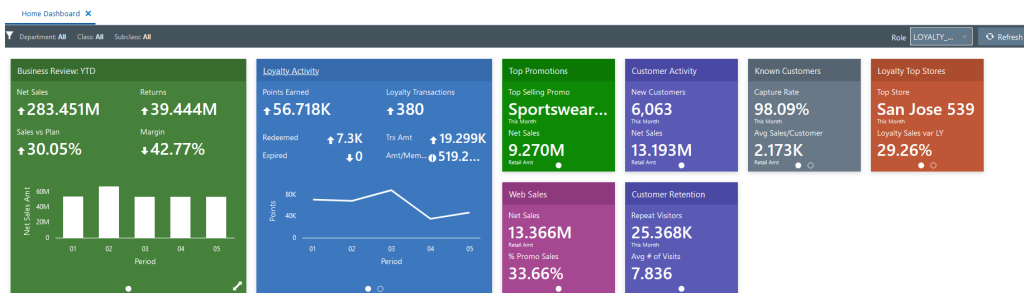 Home Dashboard ✕
Department: All Class: All Subclass: All
Role LOYALTY_... Refresh
Business Review: YTD
Net Sales Returns
283.451M 39.444M
Sales vs Plan Margin
30.05% 42.77%
Net Sales Amt
60M
40M
20M
0
01 02 03 04 05
Period
Loyalty Activity
Points Earned Loyalty Transactions
56.718K 380
Redeemed 7.3K Trx Amt 19.299K
Expired 0 Amt/Mem... 519.2...
Points
80K
40K
0
01 02 03 04 05
Period
Top Promotions
Top Selling Promo
Sportswear...
This Month
Net Sales
9.270M
Retail Amt
Customer Activity
New Customers
6,063
This Month
Net Sales
13.193M
Retail Amt
Known Customers
Capture Rate
98.09%
This Month
Avg Sales/Customer
2.173K
Retail Amt
Loyalty Top Stores
Top Store
San Jose 539
This Month
Loyalty Sales var LY
29.26%
Web Sales
Net Sales
13.366M
Retail Amt
% Promo Sales
33.66%
Customer Retention
Repeat Visitors
25.368K
This Month
Avg # of Visits
7.836